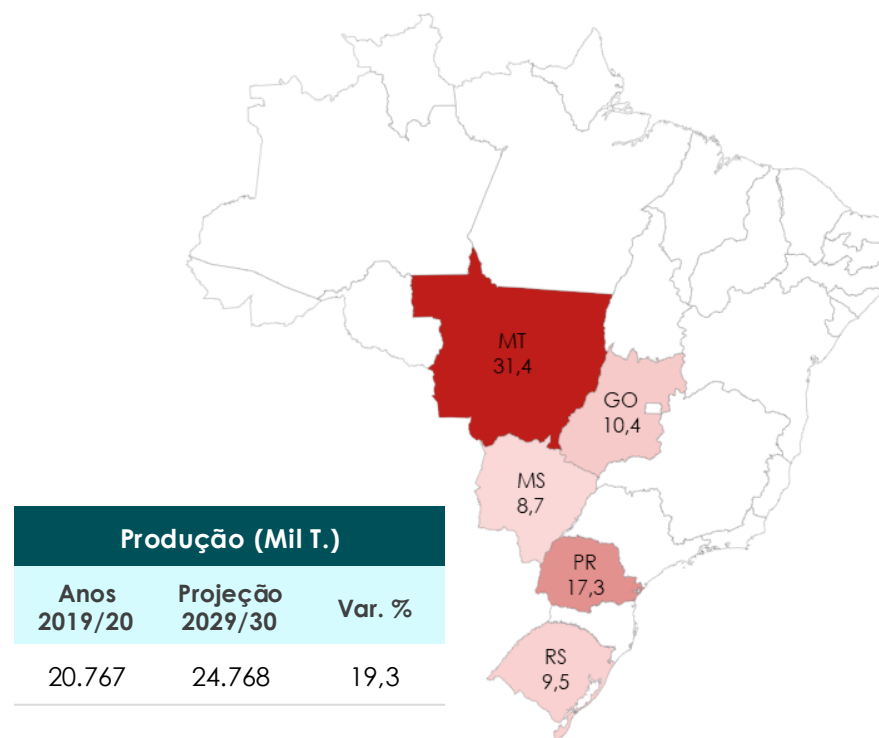 MT
31,4
GO
10,4
MS
8,7
PR
17,3
RS
9,5
Produção (Mil T.)
Anos 2019/20 Projeção 2029/30 Var. %
20.767 24.768 19,3